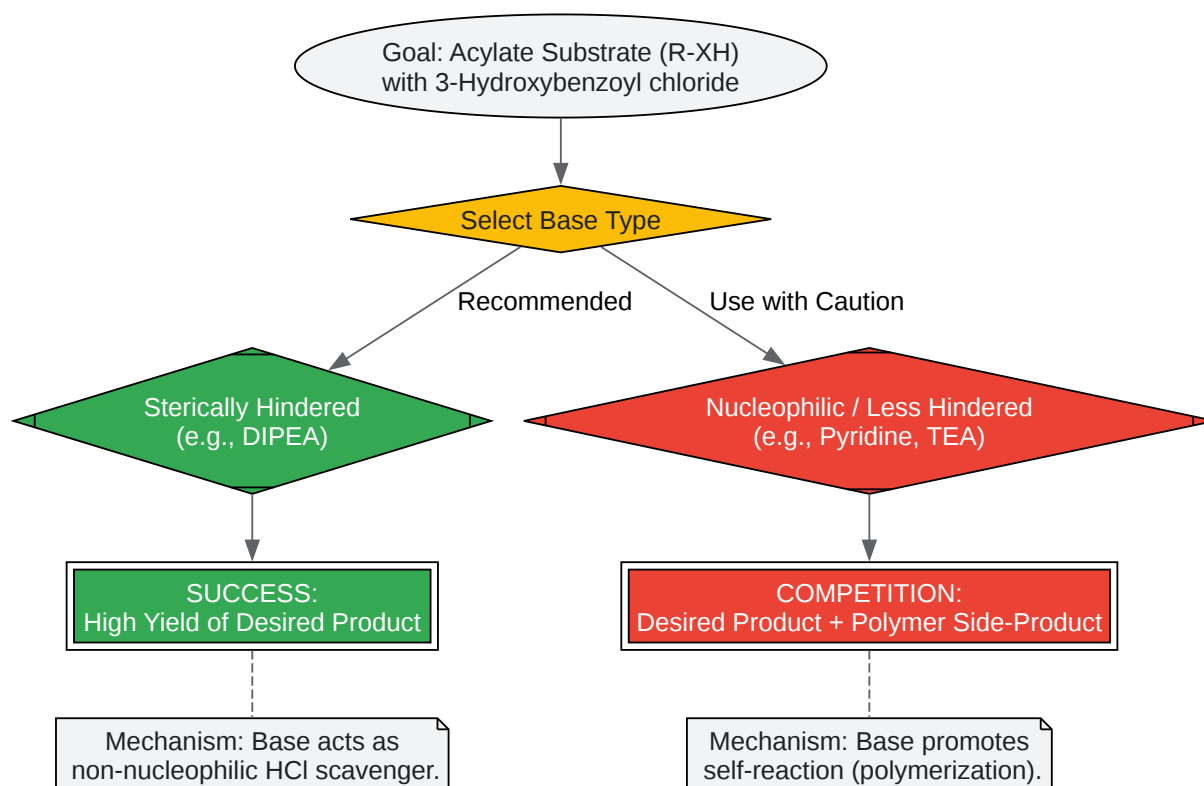 Goal: Acylate Substrate (R-XH)
with 3-Hydroxybenzoyl chloride
Select Base Type
Recommended
Use with Caution
Sterically Hindered
(e.g., DIPEA)
Nucleophilic / Less Hindered
(e.g., Pyridine, TEA)
SUCCESS:
High Yield of Desired Product
COMPETITION:
Desired Product + Polymer Side-Product
Mechanism: Base acts as
non-nucleophilic HCl scavenger.
Mechanism: Base promotes
self-reaction (polymerization).